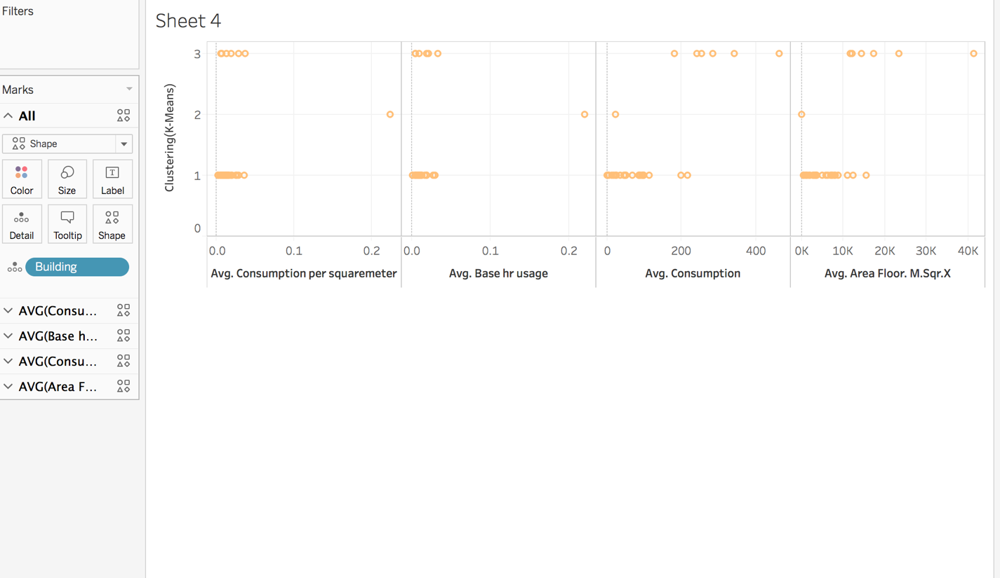 Filters
Marks
All
Shape
Color
Size
T
Label
Detail
Tooltip
Shape
Building
AVG(Consu...
AVG(Base h...
AVG(Consu...
AVG(Area F...
Sheet 4
Clustering(K-Means)
3
2
1
0
0.0 0.1 0.2 0.0 0.1 0.2 0 200 400 0K 10K 20K 30K 40K
Avg. Consumption per squaremeter Avg. Base hr usage Avg. Consumption Avg. Area Floor. M.Sqr.X